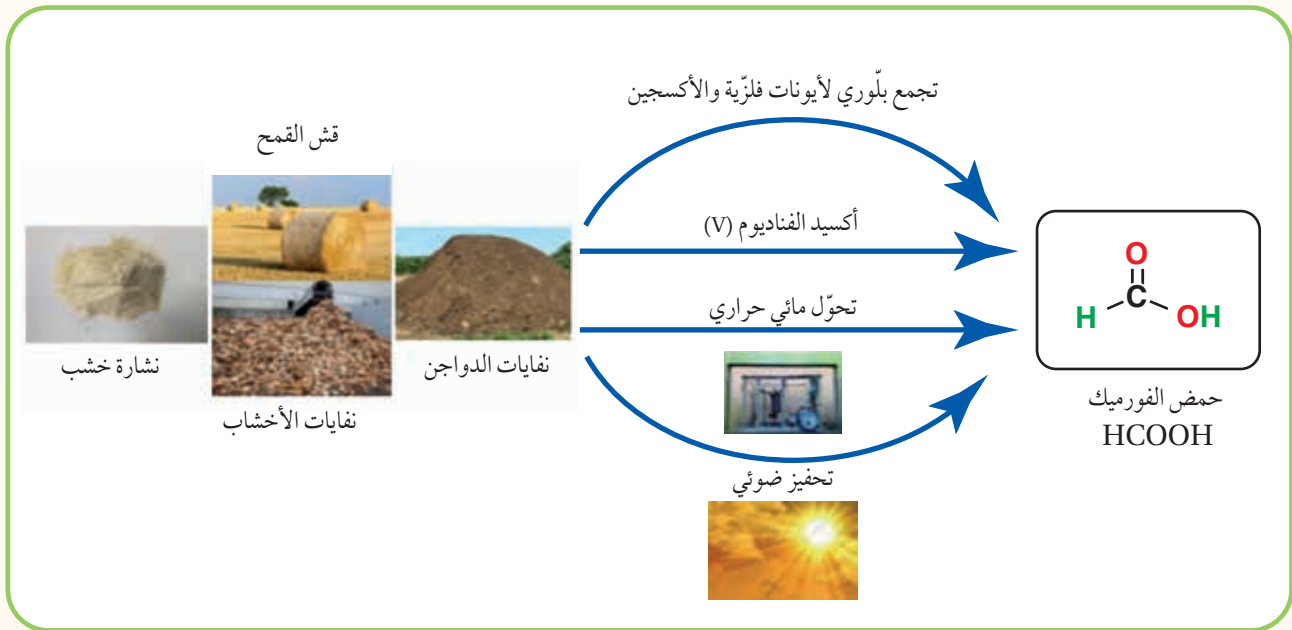 تجمع بلّوري لأيونات فلزّية والأكسجين
قش القمح
أكسيد الفناديوم (V)
تحوّل مائي حراري
نشارة خشب
نفايات الدواجن
نفايات الأخشاب
تحفيز ضوئي
O
C
H
OH
حمض الفورميك
HCOOH